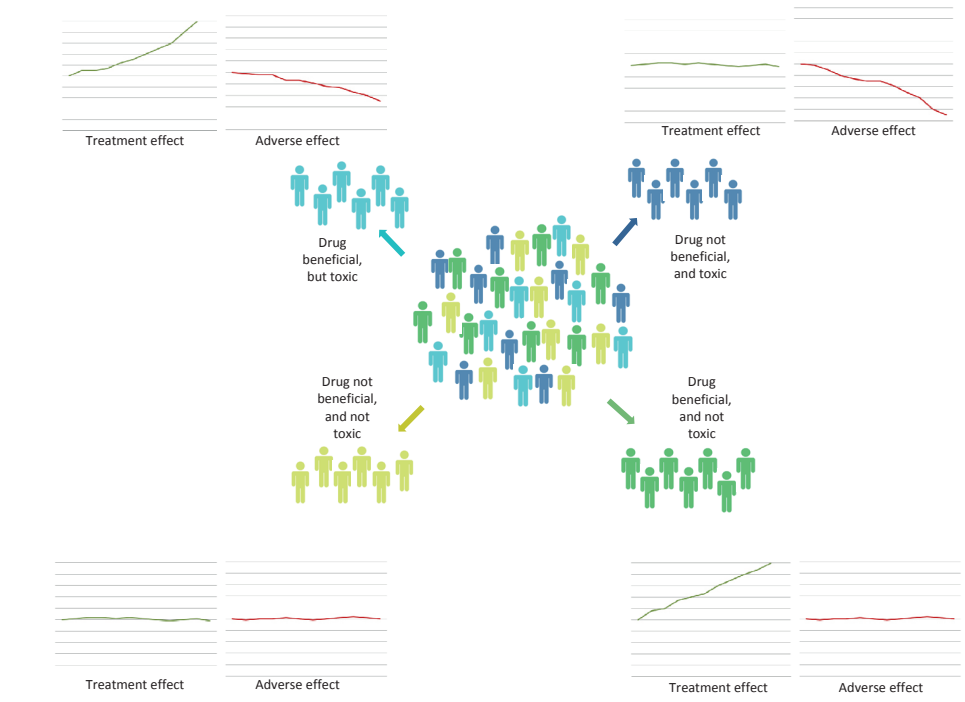 Treatment effect
Adverse effect
Treatment effect
Adverse effect
Drug
beneficial,
but toxic
Drug not
beneficial,
and toxic
Drug not
beneficial,
and not
toxic
Drug
beneficial,
and not
toxic
Treatment effect
Adverse effect
Treatment effect
Adverse effect